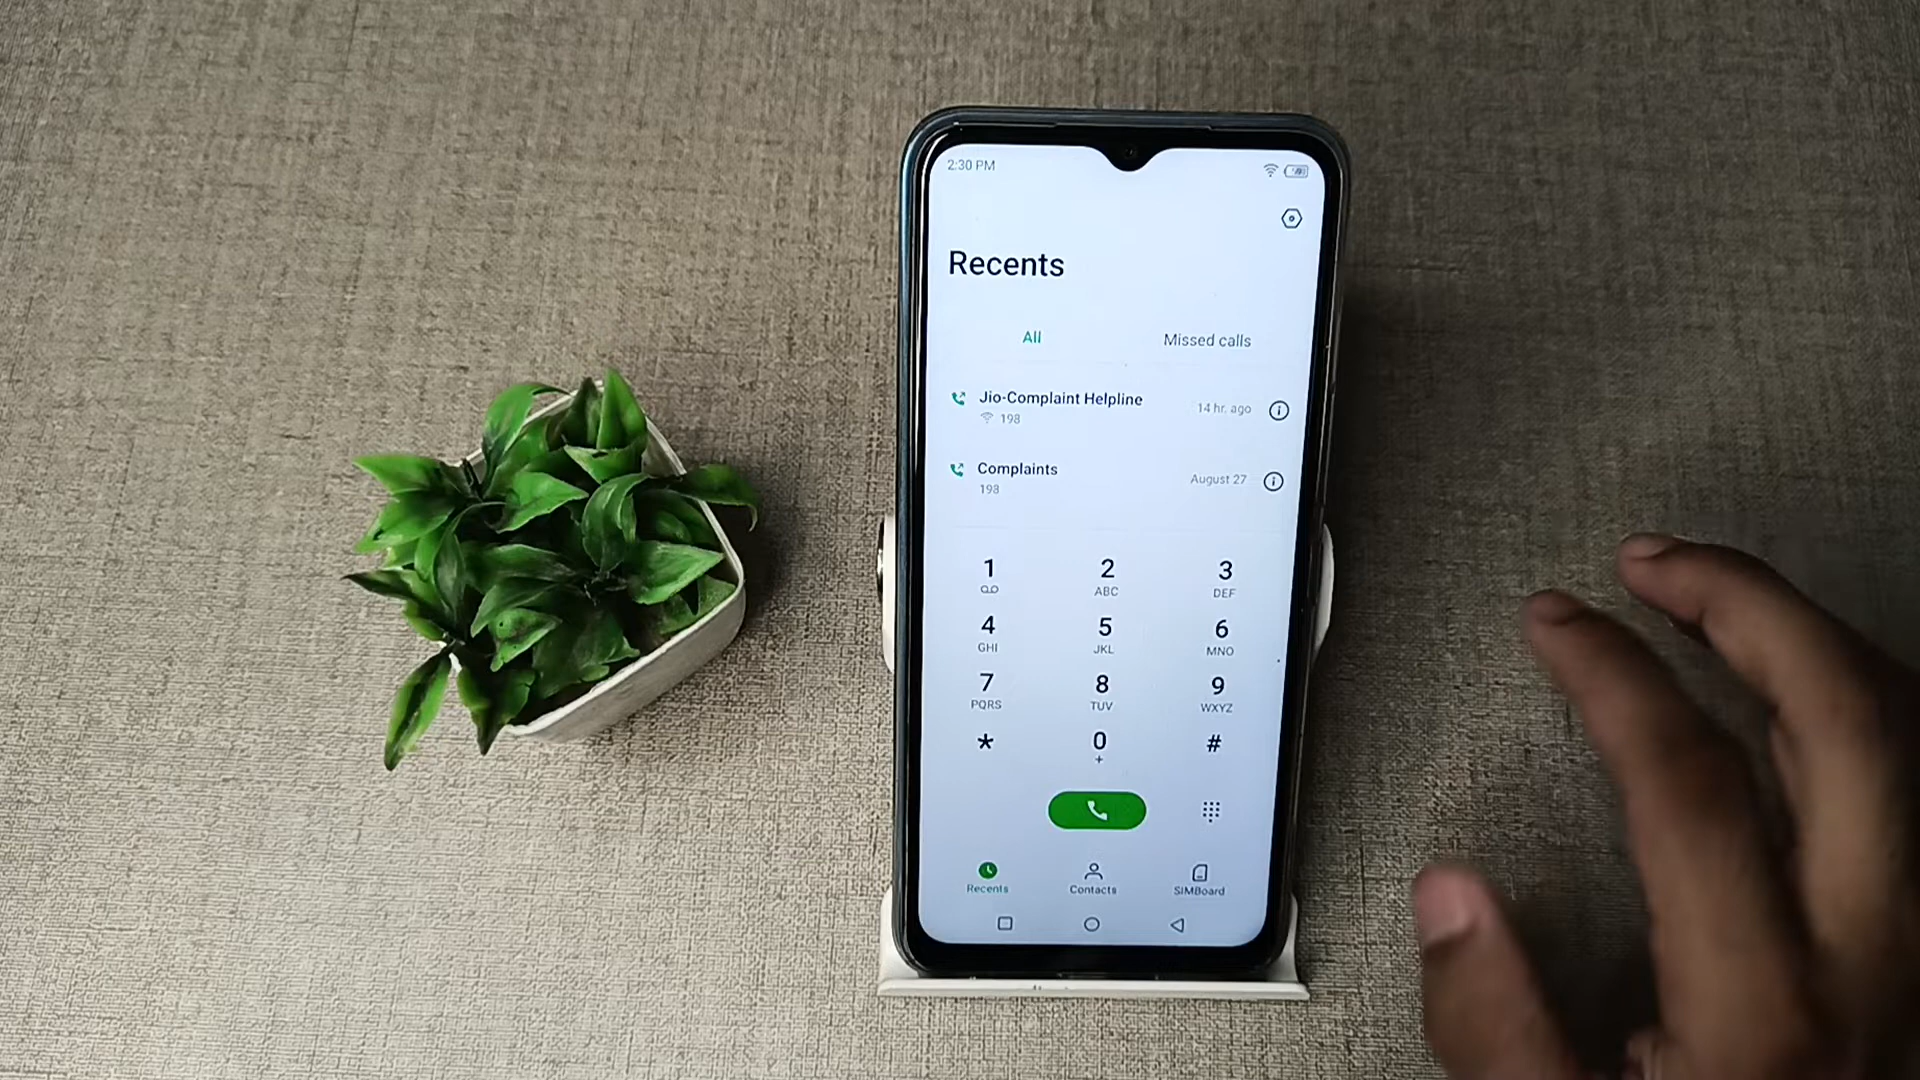 2:30 PM
Recents
All
Missed calls
Jio-Complaint Helpline
198
14 hr. ago
Complaints
198
August 27
1
2
ABC
3
DEF
4
GHI
5
JKL
6
MNO
7
PQRS
8
TUV
9
WXYZ
*
0
+
#
Recents
Contacts
SIMBoard